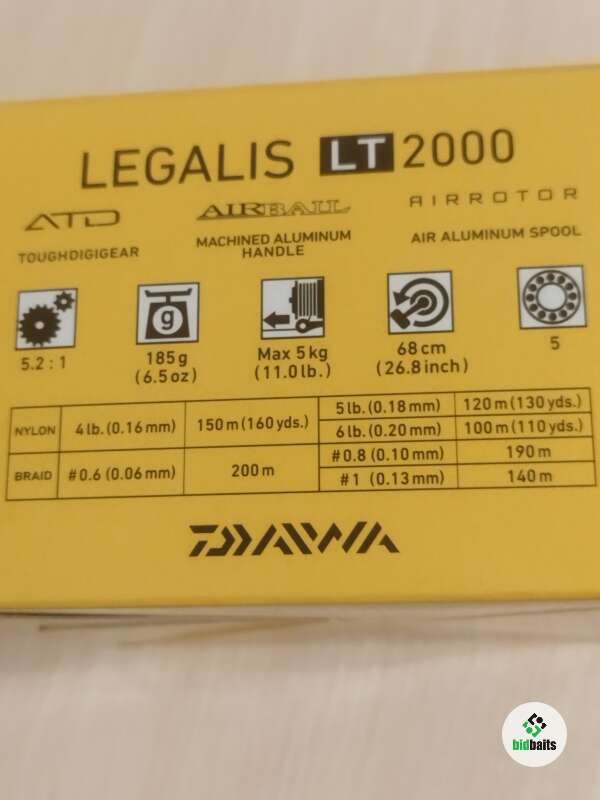 LEGALIS LT 2000
ATD AIRBAIL AIRROTOR
TOUGHDIGIGEAR MACHINED ALUMINUM HANDLE AIR ALUMINUM SPOOL
g
5.2 : 1 185g (6.5oz) Max 5kg (11.0lb.) 68cm (26.8inch) 5
NYLON 4lb.(0.16mm) 150m(160yds.) 5lb.(0.18mm) 120m(130yds.)
6lb.(0.20mm) 100m(110yds.)
BRAID #0.6(0.06mm) 200m #0.8(0.10mm) 190m
#1 (0.13mm) 140m
DAIWA
bidbaits